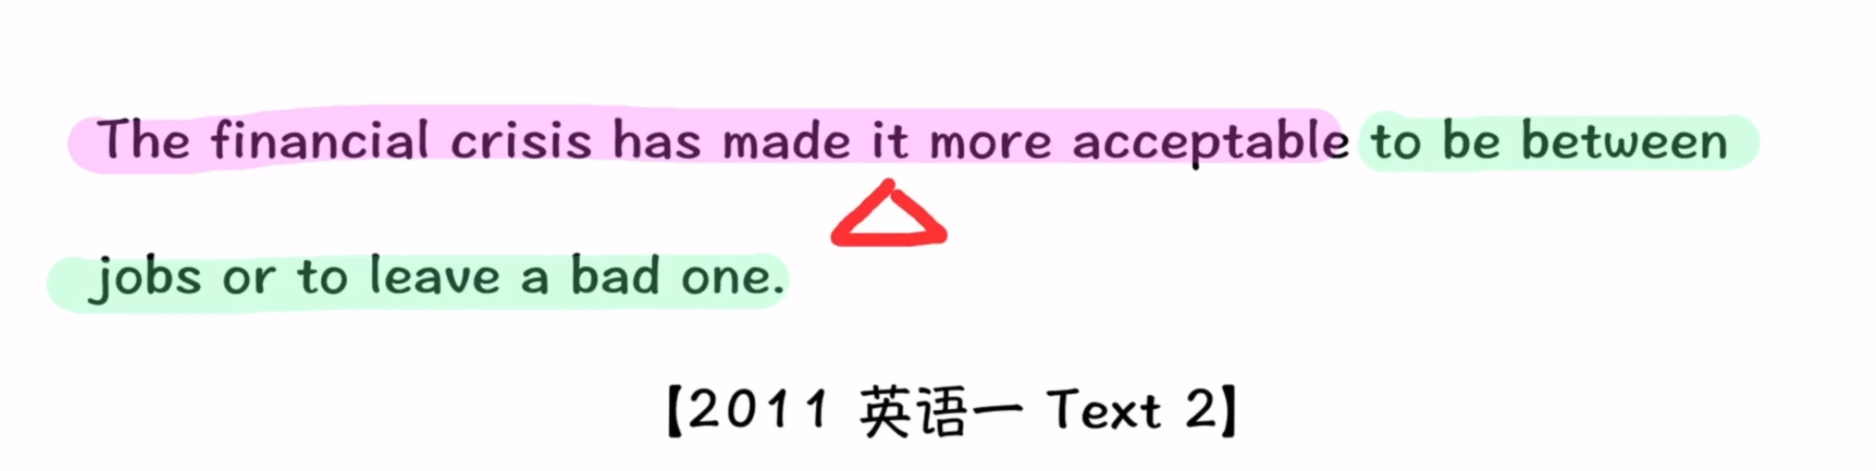 The financial crisis has made it more acceptable to be between
jobs or to leave a bad one.
【2011 英语一 Text 2】